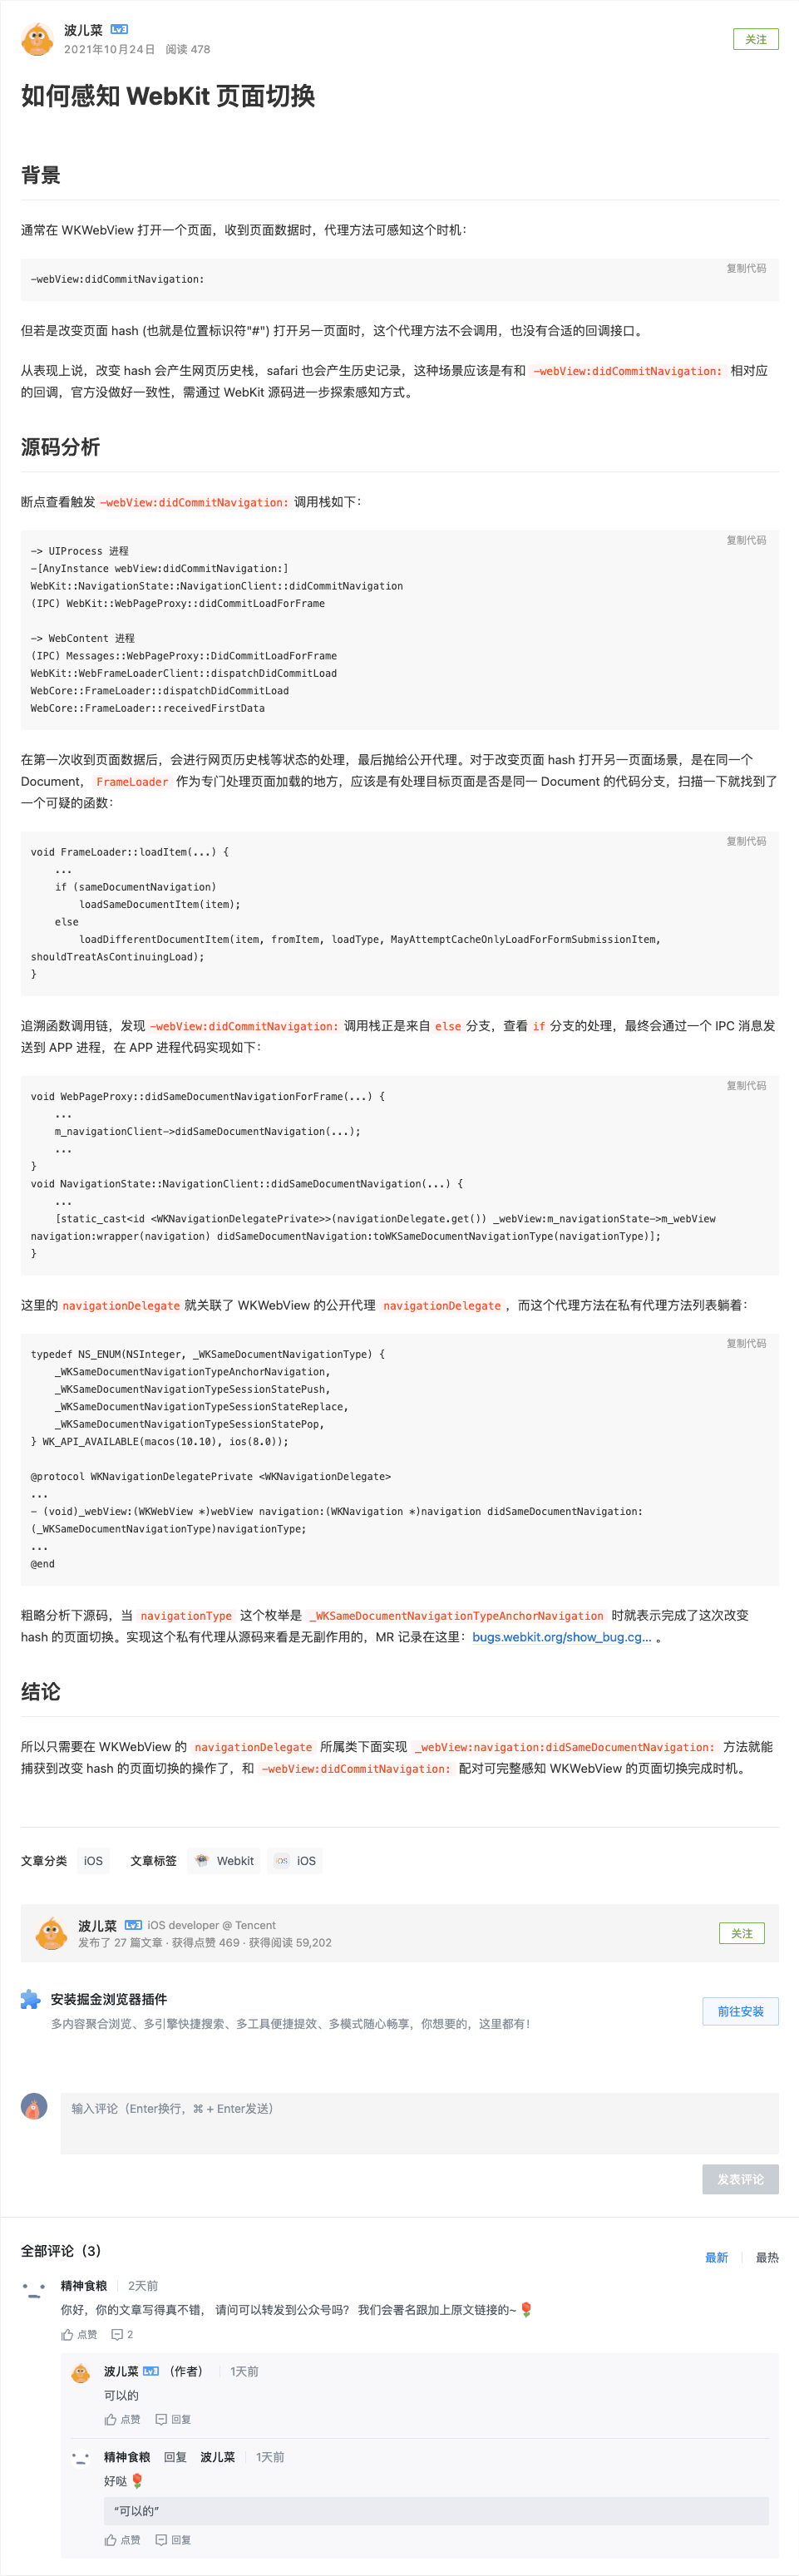 波儿菜 LV.3
2021年10月24日 阅读 478
关注
如何感知 WebKit 页面切换
背景
通常在 WKWebView 打开一个页面，收到页面数据时，代理方法可感知这个时机：
复制代码
-webView:didCommitNavigation:
但若是改变页面 hash (也就是位置标识符"#") 打开另一页面时，这个代理方法不会调用，也没有合适的回调接口。
从表现上说，改变 hash 会产生网页历史栈，safari 也会产生历史记录，这种场景应该是有和 -webView:didCommitNavigation: 相对应
的回调，官方没做好一致性，需通过 WebKit 源码进一步探索感知方式。
源码分析
断点查看触发 -webView:didCommitNavigation: 调用栈如下：
复制代码
-> UIProcess 进程
-[AnyInstance webView:didCommitNavigation:]
WebKit::NavigationState::NavigationClient::didCommitNavigation
(IPC) WebKit::WebPageProxy::didCommitLoadForFrame
-> WebContent 进程
(IPC) Messages::WebPageProxy::DidCommitLoadForFrame
WebKit::WebFrameLoaderClient::dispatchDidCommitLoad
WebCore::FrameLoader::dispatchDidCommitLoad
WebCore::FrameLoader::receivedFirstData
在第一次收到页面数据后，会进行网页历史栈等状态的处理，最后抛给公开代理。对于改变页面 hash 打开另一页面场景，是在同一个
Document， FrameLoader 作为专门处理页面加载的地方，应该是有处理目标页面是否是同一 Document 的代码分支，扫描一下就找到了
一个可疑的函数：
复制代码
void FrameLoader::loadItem(...) {
    ...
    if (sameDocumentNavigation)
        loadSameDocumentItem(item);
    else
        loadDifferentDocumentItem(item, fromItem, loadType, MayAttemptCacheOnlyLoadForFormSubmissionItem,
shouldTreatAsContinuingLoad);
}
追溯函数调用链，发现 -webView:didCommitNavigation: 调用栈正是来自 else 分支，查看 if 分支的处理，最终会通过一个 IPC 消息发
送到 APP 进程，在 APP 进程代码实现如下：
复制代码
void WebPageProxy::didSameDocumentNavigationForFrame(...) {
    ...
    m_navigationClient->didSameDocumentNavigation(...);
    ...
}
void NavigationState::NavigationClient::didSameDocumentNavigation(...) {
    ...
    [static_cast<id <WKNavigationDelegatePrivate>>(navigationDelegate.get()) _webView:m_navigationState->m_webView
navigation:wrapper(navigation) didSameDocumentNavigation:toWKSameDocumentNavigationType(navigationType)];
}
这里的 navigationDelegate 就关联了 WKWebView 的公开代理 navigationDelegate ，而这个代理方法在私有代理方法列表躺着：
复制代码
typedef NS_ENUM(NSInteger, _WKSameDocumentNavigationType) {
    _WKSameDocumentNavigationTypeAnchorNavigation,
    _WKSameDocumentNavigationTypeSessionStatePush,
    _WKSameDocumentNavigationTypeSessionStateReplace,
    _WKSameDocumentNavigationTypeSessionStatePop,
} WK_API_AVAILABLE(macos(10.10), ios(8.0));
@protocol WKNavigationDelegatePrivate <WKNavigationDelegate>
...
- (void)_webView:(WKWebView *)webView navigation:(WKNavigation *)navigation didSameDocumentNavigation:
(_WKSameDocumentNavigationType)navigationType;
...
@end
粗略分析下源码，当 navigationType 这个枚举是 _WKSameDocumentNavigationTypeAnchorNavigation 时就表示完成了这次改变
hash 的页面切换。实现这个私有代理从源码来看是无副作用的，MR 记录在这里：bugs.webkit.org/show_bug.cg... 。
结论
所以只需要在 WKWebView 的 navigationDelegate 所属类下面实现 _webView:navigation:didSameDocumentNavigation: 方法就能
捕获到改变 hash 的页面切换的操作了，和 -webView:didCommitNavigation: 配对可完整感知 WKWebView 的页面切换完成时机。
文章分类 iOS 文章标签 Webkit iOS iOS
波儿菜 LV.3 iOS developer @ Tencent
发布了 27 篇文章 · 获得点赞 469 · 获得阅读 59,202
关注
安装掘金浏览器插件
多内容聚合浏览、多引擎快捷搜索、多工具便捷提效、多模式随心畅享，你想要的，这里都有！
前往安装
输入评论（Enter换行，⌘ + Enter发送）
发表评论
全部评论（3）
最新 最热
精神食粮 2天前
你好，你的文章写得真不错， 请问可以转发到公众号吗？ 我们会署名跟加上原文链接的~🌹
点赞 2
波儿菜 LV.3 （作者） 1天前
可以的
点赞 回复
精神食粮 回复 波儿菜 1天前
好哒🌹
“可以的”
点赞 回复